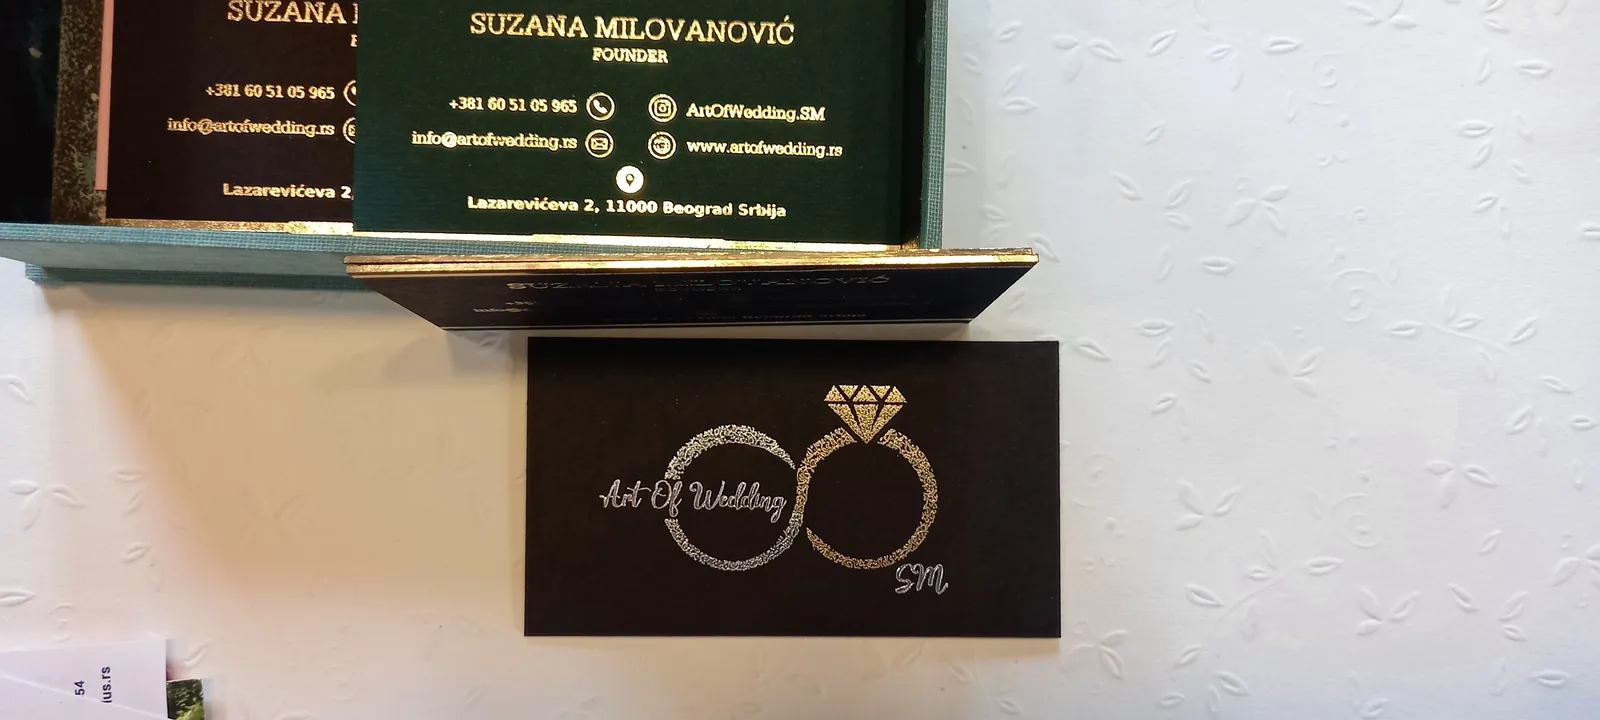 SUZANA
+381 60 51 05 965
info@artofwedding.rs
Lazarevićeva 2,
SUZANA MILOVANOVIĆ
FOUNDER
+381 60 51 05 965
ArtOfWedding.SM
info@artofwedding.rs
www.artofwedding.rs
Lazarevićeva 2, 11000 Beograd Srbija
SUZANA MILOVANOVIĆ
Art Of Wedding
SM
54
ius.rs